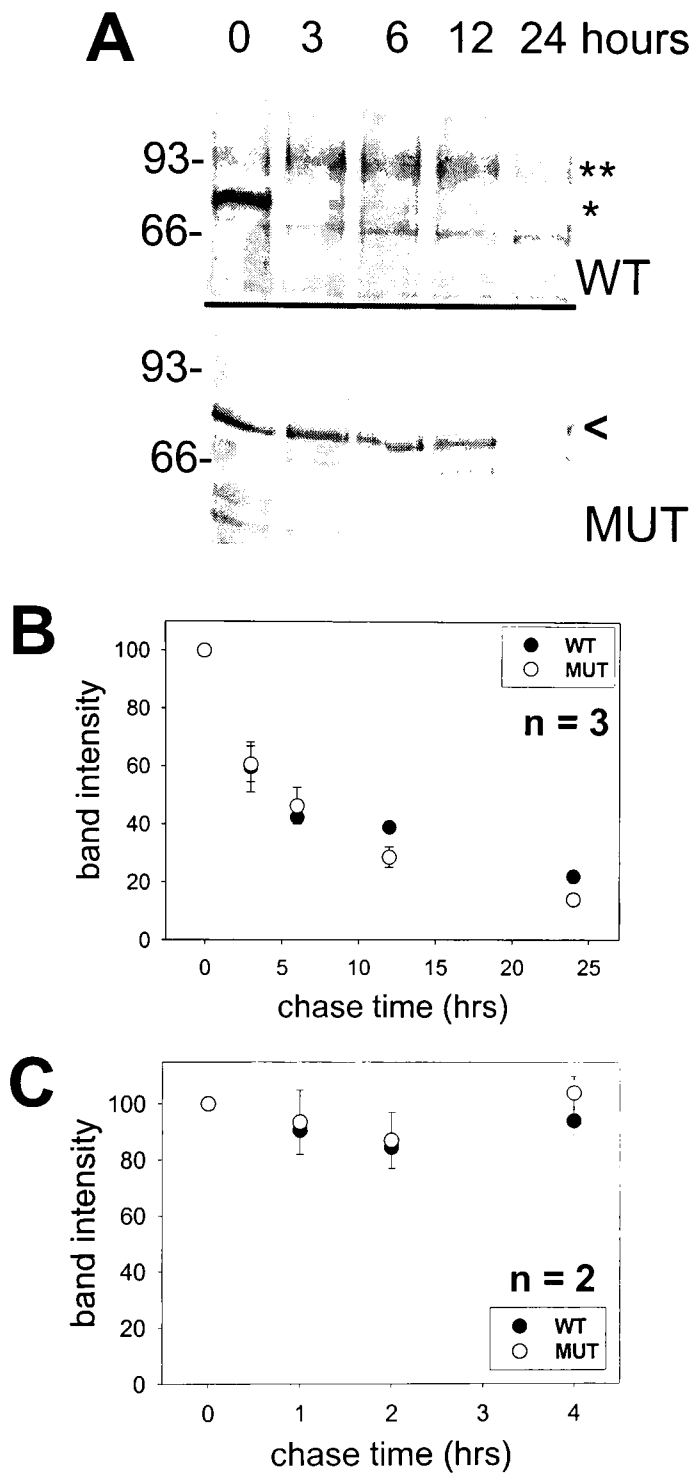 A 0 3 6 12 24 hours
93- **
*
66-
WT
93-
<
66-
MUT
B
WT
MUT
n = 3
100
80
60
40
20
0
band intensity
0 5 10 15 20 25
chase time (hrs)
C
100
80
60
40
20
0
band intensity
n = 2
WT
MUT
0 1 2 3 4
chase time (hrs)